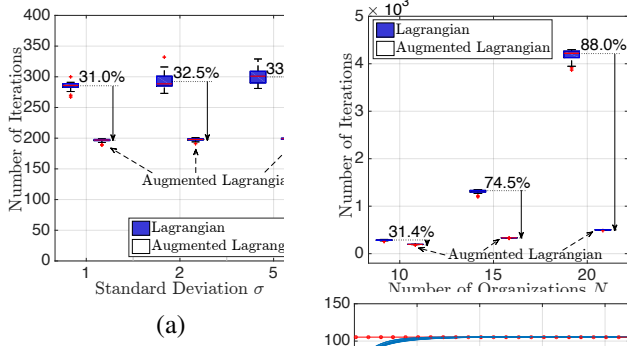 400
350
300
250
200
150
100
50
0
Number of Iterations
31.0%
32.5%
33
Augmented Lagrangia
Lagrangian
Augmented Lagrang
1
2
5
Standard Deviation σ
(a)
5 ×10³
4
3
2
1
0
Number of Iterations
Lagrangian
Augmented Lagrangian
88.0%
74.5%
31.4%
Augmented Lagrangian
10
15
20
Number of Organizations N
150
100